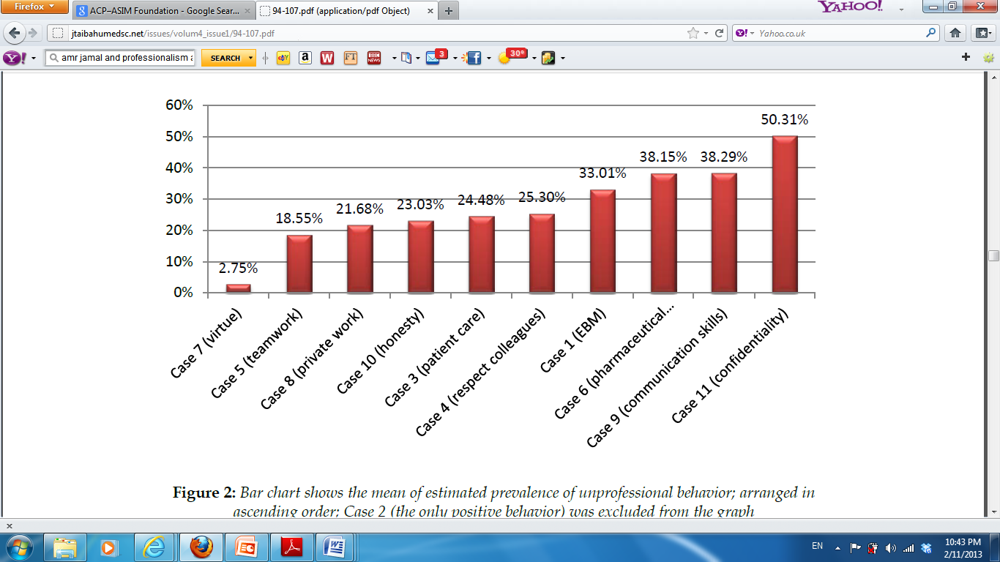 Firefox
ACP–ASIM Foundation - Google Sear...
94-107.pdf (application/pdf Object)
YAHOO!
jtaibahumedsc.net/issues/volum4_issue1/94-107.pdf
Yahoo.co.uk
amr jamal and professionalism a
SEARCH
ebY
a
W
FT
BBC NEWS
3
30°
60%
50%
40%
30%
20%
10%
0%
2.75%
18.55%
21.68%
23.03%
24.48%
25.30%
33.01%
38.15%
38.29%
50.31%
Case 7 (virtue)
Case 5 (teamwork)
Case 8 (private work)
Case 10 (honesty)
Case 3 (patient care)
Case 4 (respect colleagues)
Case 1 (EBM)
Case 6 (pharmaceutical...
Case 9 (communication skills)
Case 11 (confidentiality)
Figure 2: Bar chart shows the mean of estimated prevalence of unprofessional behavior; arranged in
ascending order; Case 2 (the only positive behavior) was excluded from the graph
EN
10:43 PM
2/11/2013